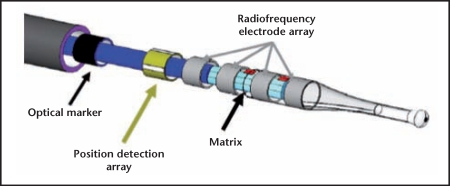 Radiofrequency
electrode array
Optical marker
Position detection
array
Matrix